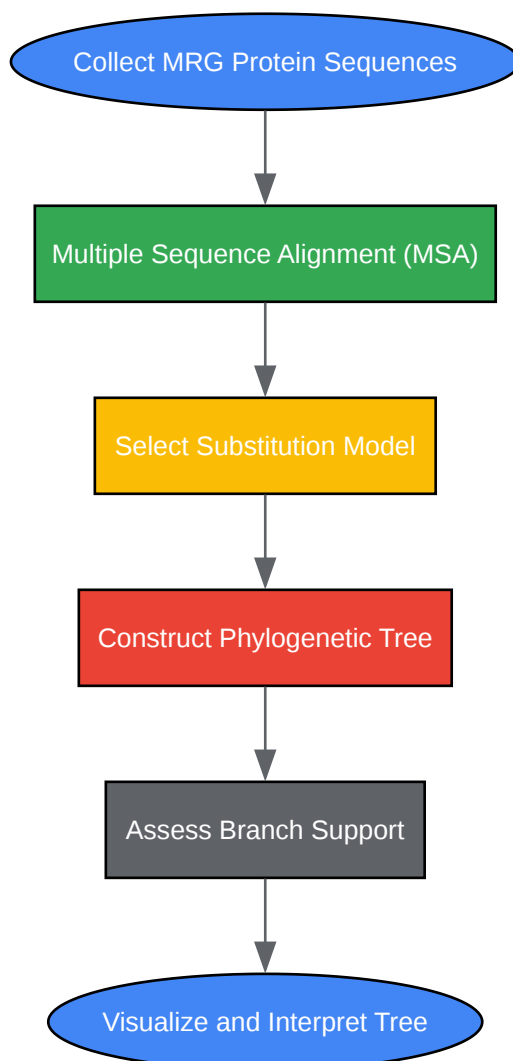 Collect MRG Protein Sequences
Multiple Sequence Alignment (MSA)
Select Substitution Model
Construct Phylogenetic Tree
Assess Branch Support
Visualize and Interpret Tree